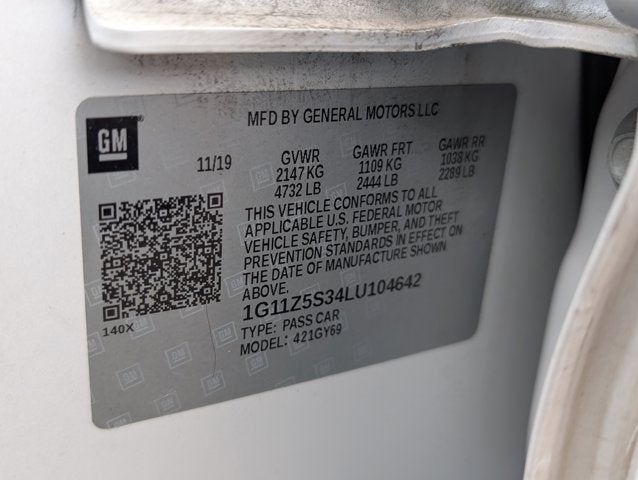 MFD BY GENERAL MOTORS LLC
GM
11/19
GVWR
2147 KG
4732 LB
GAWR FRT
1109 KG
2444 LB
GAWR RR
1038 KG
2289 LB
THIS VEHICLE CONFORMS TO ALL
APPLICABLE U.S. FEDERAL MOTOR
VEHICLE SAFETY, BUMPER, AND THEFT
PREVENTION STANDARDS IN EFFECT ON
THE DATE OF MANUFACTURE SHOWN
ABOVE.
1G11Z5S34LU104642
TYPE: PASS CAR
MODEL: 421GY69
140X